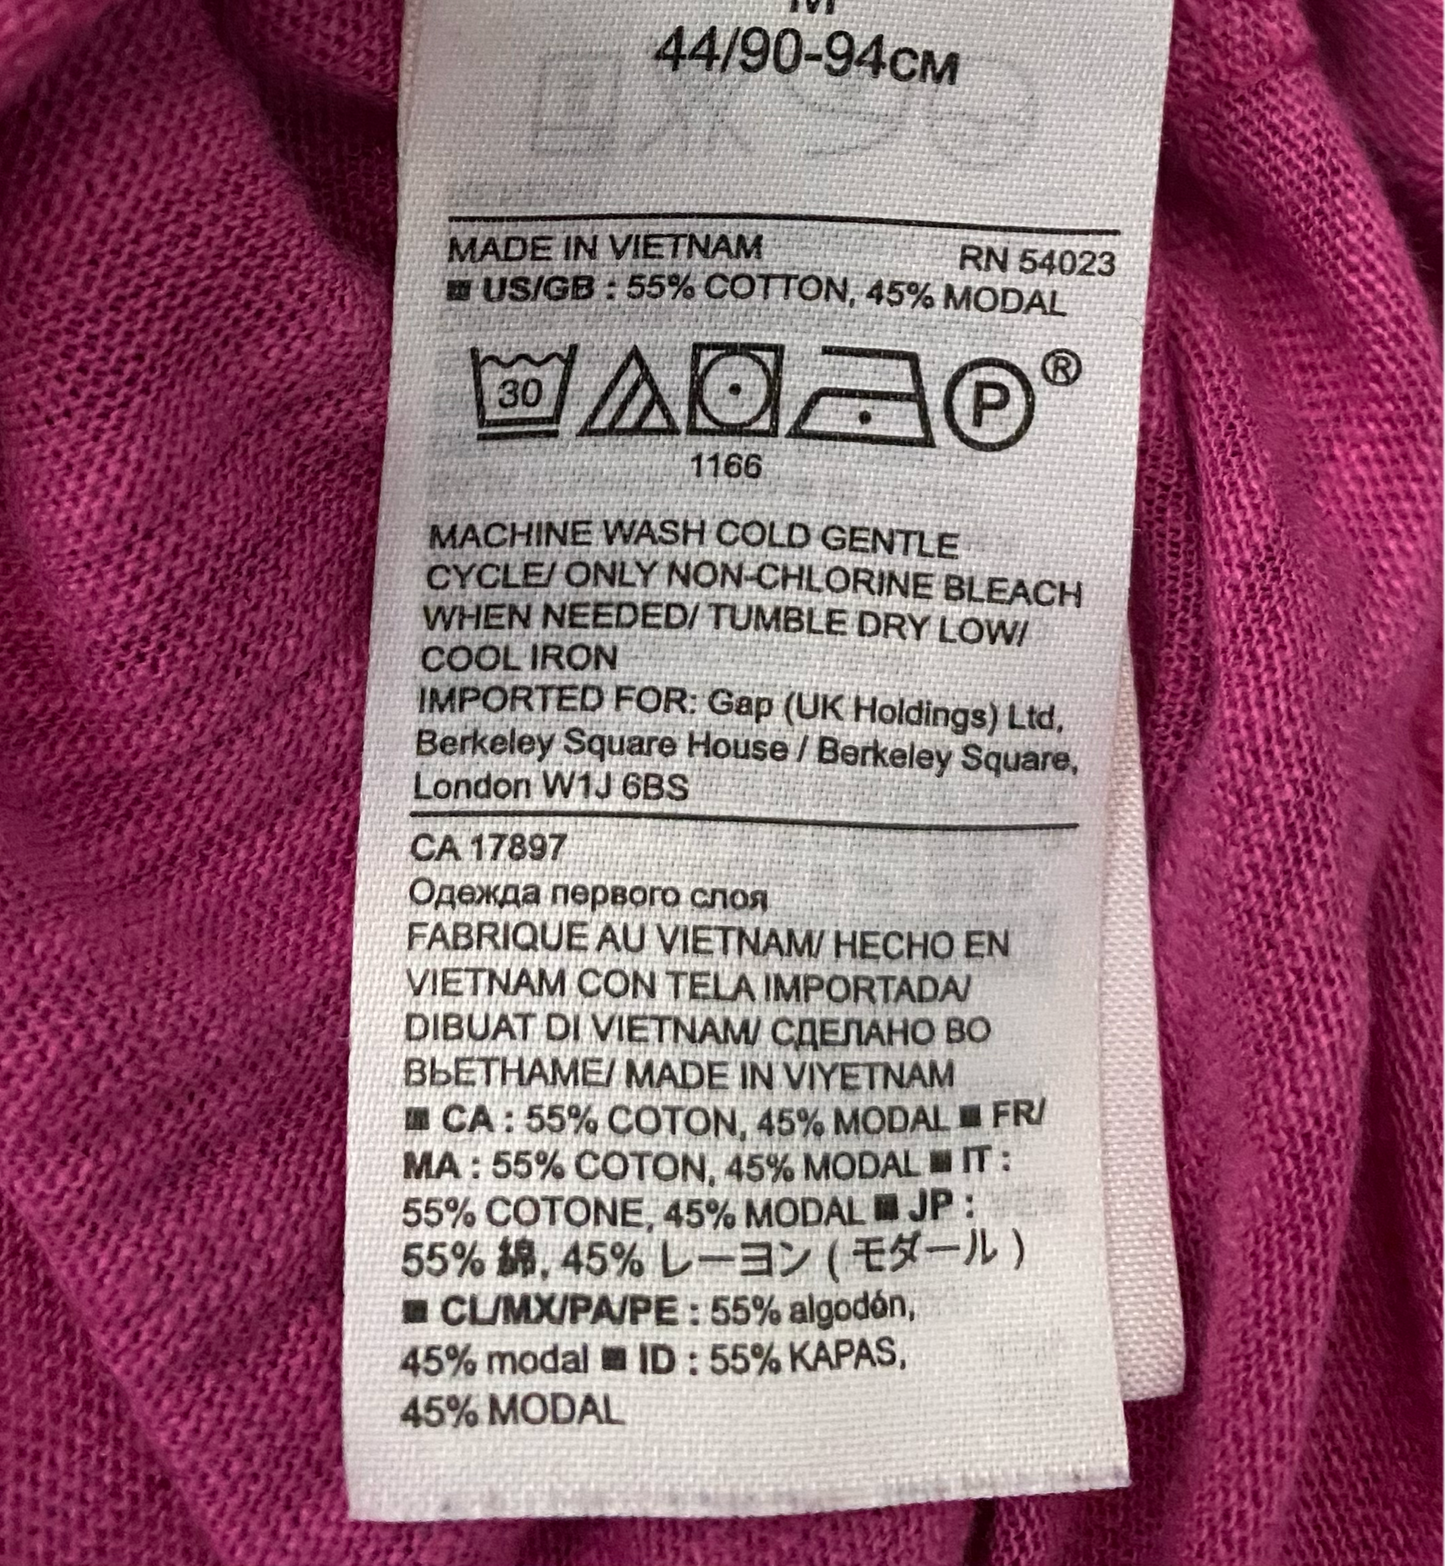 M
44/90-94CM
MADE IN VIETNAM RN 54023
■ US/GB : 55% COTTON, 45% MODAL
30 P ®
1166
MACHINE WASH COLD GENTLE
CYCLE/ ONLY NON-CHLORINE BLEACH
WHEN NEEDED/ TUMBLE DRY LOW/
COOL IRON
IMPORTED FOR: Gap (UK Holdings) Ltd,
Berkeley Square House / Berkeley Square,
London W1J 6BS
CA 17897
Одежда первого слоя
FABRIQUE AU VIETNAM/ HECHO EN
VIETNAM CON TELA IMPORTADA/
DIBUAT DI VIETNAM/ СДЕЛАНО ВО
ВЬЕТНАМЕ/ MADE IN VIYETNAM
■ CA : 55% COTON, 45% MODAL ■ FR/
MA : 55% COTON, 45% MODAL ■ IT :
55% COTONE, 45% MODAL ■ JP :
55% 綿, 45% レーヨン ( モダール )
■ CL/MX/PA/PE : 55% algodón,
45% modal ■ ID : 55% KAPAS,
45% MODAL